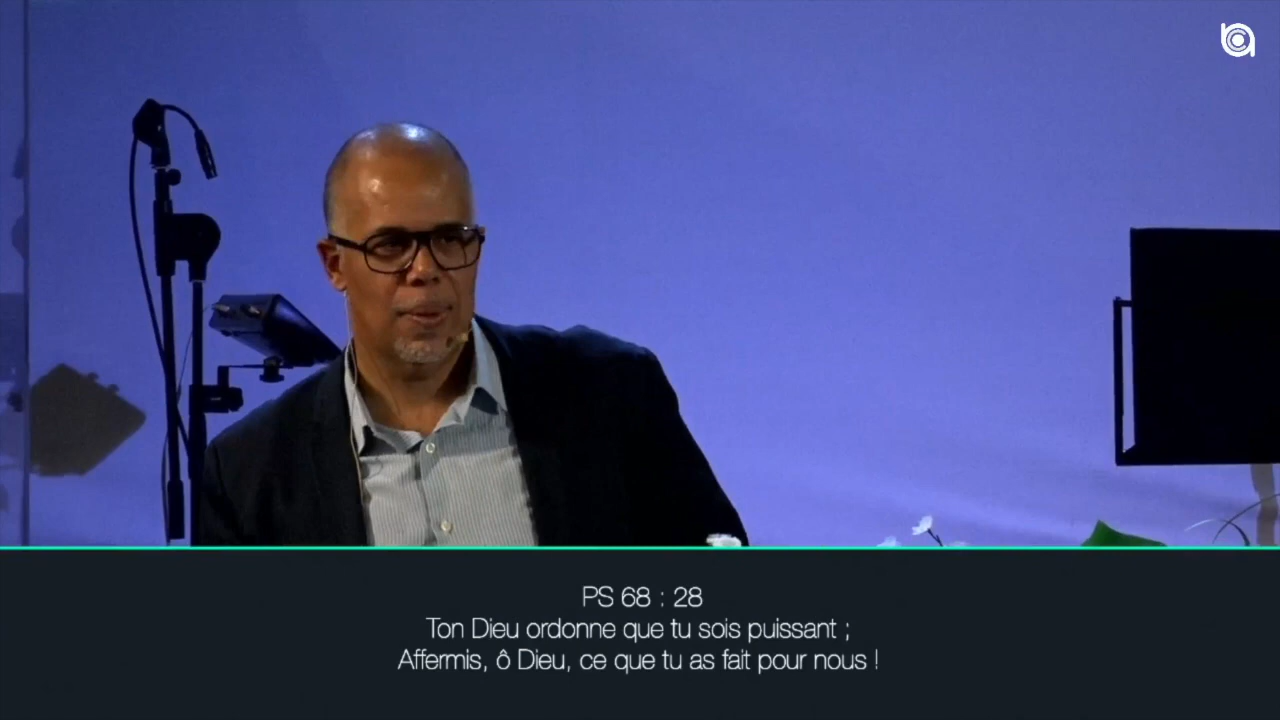 PS 68 : 28
Ton Dieu ordonne que tu sois puissant ;
Affermis, ô Dieu, ce que tu as fait pour nous !